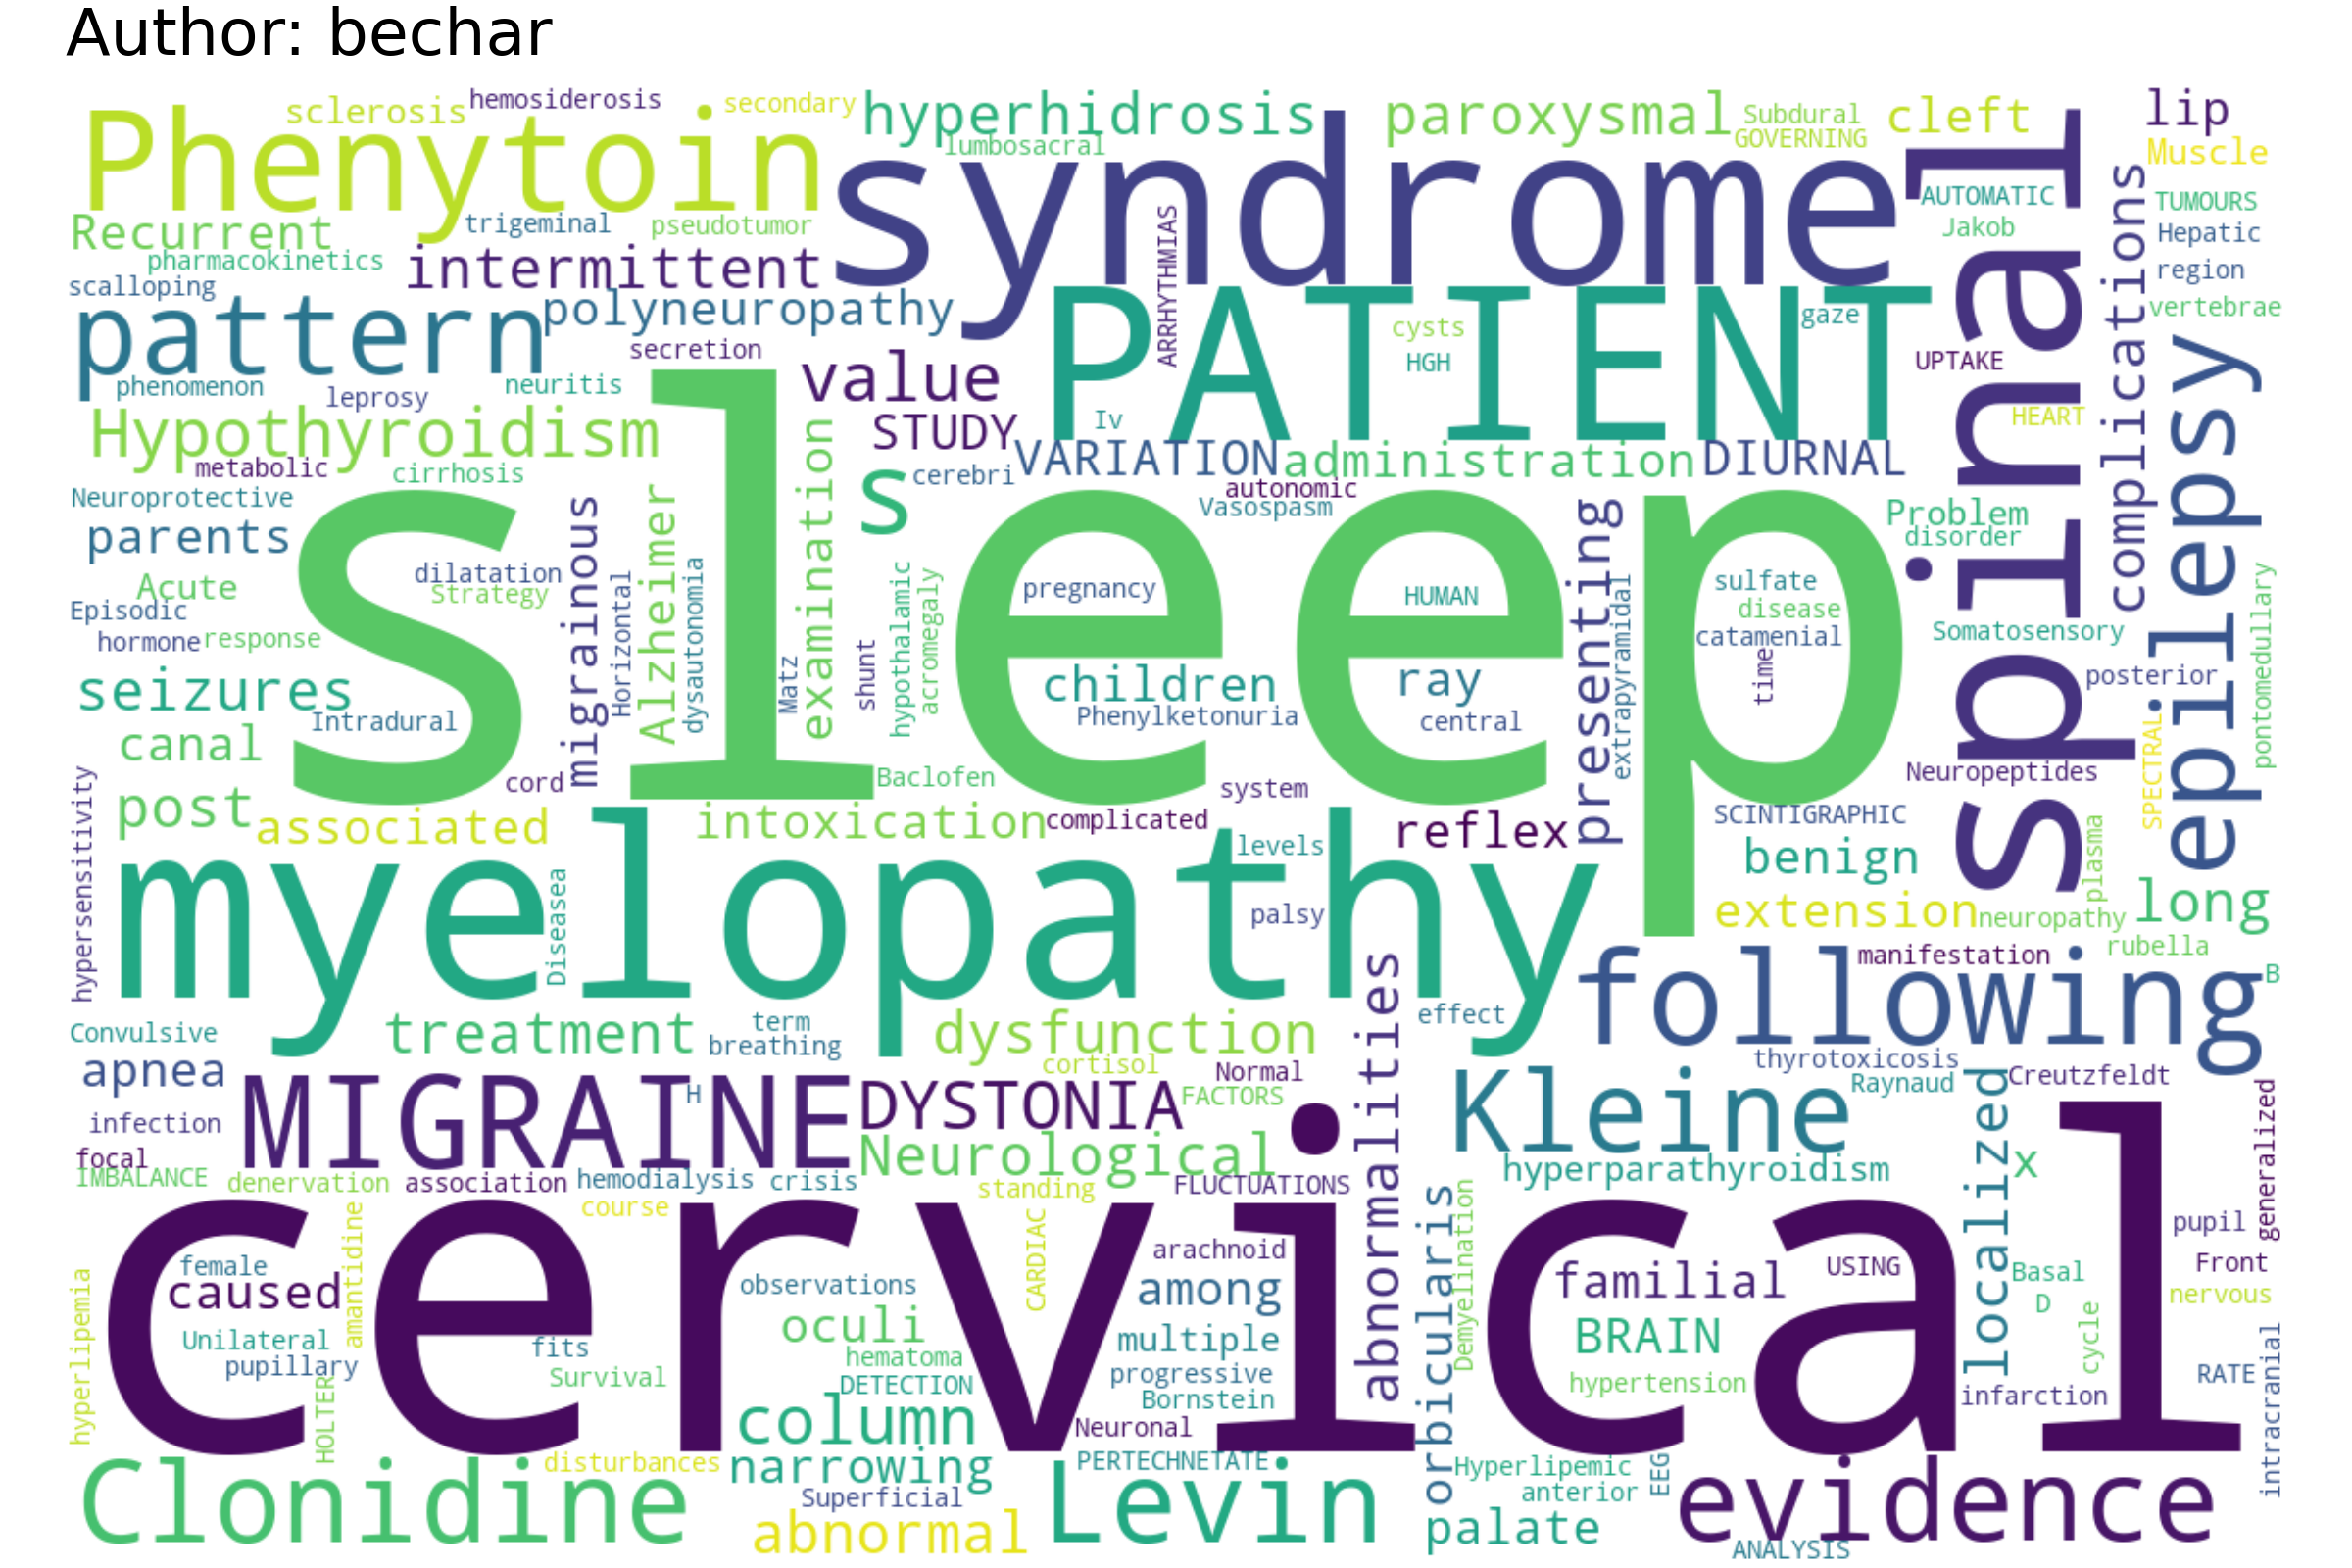 Author: bechar
sclerosis
hemosiderosis
secondary
hyperhidrosis
paroxysmal
Subdural
cleft
lip
Phenytoin
lumbosacral
GOVERNING
Muscle
syndrome
spinal
AUTOMATIC
TUMOURS
Recurrent
trigeminal
pseudotumor
ARRHYTHMIAS
Jakob
complications
Hepatic
pharmacokinetics
intermittent
region
scalloping
polyneuropathy
PATIENT
gaze
vertebrae
pattern
cysts
secretion
value
HGH
UPTAKE
epilepsy
phenomenon
leprosy
neuritis
Hypothyroidism
STUDY
Iv
HEART
metabolic
cirrhosis
cerebri
VARIATION
administration
DIURNAL
Neuroprotective
s
autonomic
Vasospasm
Problem
parents
disorder
sleep
migrainous
Alzheimer
examination
presenting
Acute
dilatation
Strategy
Horizontal
dysautonomia
hypothalamic
acromegaly
pregnancy
HUMAN
extrapyramidal
sulfate
disease
Episodic
hormone
response
Matz
shunt
catamenial
time
Somatosensory
pontomedullary
seizures
children
ray
posterior
Intradural
Phenylketonuria
central
canal
cord
Baclofen
system
Neuropeptides
SPECTRAL
hypersensitivity
post
associated
intoxication
complicated
reflex
SCINTIGRAPHIC
levels
benign
plasma
myelopathy
Diseasea
palsy
extension
neuropathy
long
rubella
manifestation
following
B
Convulsive
treatment
term
breathing
dysfunction
abnormalities
effect
apnea
cortisol
Normal
thyrotoxicosis
Raynaud
Creutzfeldt
MIGRAINE
H
DYSTONIA
FACTORS
Kleine
localized
generalized
infection
focal
Neurological
hyperparathyroidism
x
IMBALANCE
denervation
association
hemodialysis
crisis
standing
FLUCTUATIONS
course
cervical
orbicularis
Demyelination
amantidine
CARDIAC
arachnoid
pupil
female
caused
observations
among
familial
USING
Basal
Front
D
nervous
hyperlipemia
Unilateral
pupillary
fits
oculi
multiple
BRAIN
cycle
intracranial
hematoma
progressive
Survival
DETECTION
Bornstein
hypertension
infarction
RATE
HOLTER
column
Neuronal
Clonidine
disturbances
narrowing
PERTECHNETATE
Hyperlipemic
EEG
evidence
Superficial
Levin
anterior
abnormal
palate
ANALYSIS